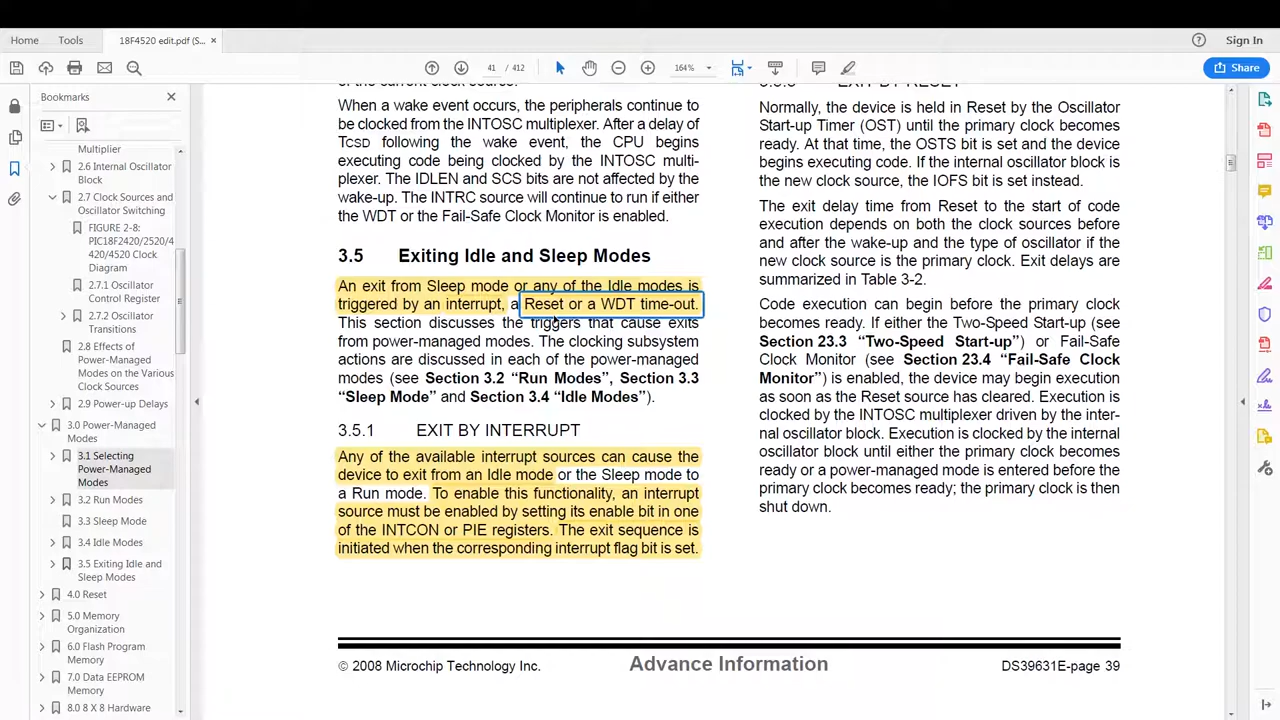 Home
Tools
18F4520 edit.pdf (S...
Sign In
41 / 412
164%
Share
Bookmarks
Multiplier
2.6 Internal Oscillator
Block
2.7 Clock Sources and
Oscillator Switching
FIGURE 2-8:
PIC18F2420/2520/4
420/4520 Clock
Diagram
2.7.1 Oscillator
Control Register
2.7.2 Oscillator
Transitions
2.8 Effects of
Power-Managed
Modes on the Various
Clock Sources
2.9 Power-up Delays
3.0 Power-Managed
Modes
3.1 Selecting
Power-Managed
Modes
3.2 Run Modes
3.3 Sleep Mode
3.4 Idle Modes
3.5 Exiting Idle and
Sleep Modes
4.0 Reset
5.0 Memory
Organization
6.0 Flash Program
Memory
7.0 Data EEPROM
Memory
8.0 8 X 8 Hardware
When a wake event occurs, the peripherals continue to
be clocked from the INTOSC multiplexer. After a delay of
TCSD following the wake event, the CPU begins
executing code being clocked by the INTOSC multi-
plexer. The IDLEN and SCS bits are not affected by the
wake-up. The INTRC source will continue to run if either
the WDT or the Fail-Safe Clock Monitor is enabled.
3.5 Exiting Idle and Sleep Modes
An exit from Sleep mode or any of the Idle modes is
triggered by an interrupt, a Reset or a WDT time-out.
This section discusses the triggers that cause exits
from power-managed modes. The clocking subsystem
actions are discussed in each of the power-managed
modes (see Section 3.2 “Run Modes”, Section 3.3
“Sleep Mode” and Section 3.4 “Idle Modes”).
3.5.1 EXIT BY INTERRUPT
Any of the available interrupt sources can cause the
device to exit from an Idle mode or the Sleep mode to
a Run mode. To enable this functionality, an interrupt
source must be enabled by setting its enable bit in one
of the INTCON or PIE registers. The exit sequence is
initiated when the corresponding interrupt flag bit is set.
Normally, the device is held in Reset by the Oscillator
Start-up Timer (OST) until the primary clock becomes
ready. At that time, the OSTS bit is set and the device
begins executing code. If the internal oscillator block is
the new clock source, the IOFS bit is set instead.
The exit delay time from Reset to the start of code
execution depends on both the clock sources before
and after the wake-up and the type of oscillator if the
new clock source is the primary clock. Exit delays are
summarized in Table 3-2.
Code execution can begin before the primary clock
becomes ready. If either the Two-Speed Start-up (see
Section 23.3 “Two-Speed Start-up”) or Fail-Safe
Clock Monitor (see Section 23.4 “Fail-Safe Clock
Monitor”) is enabled, the device may begin execution
as soon as the Reset source has cleared. Execution is
clocked by the INTOSC multiplexer driven by the inter-
nal oscillator block. Execution is clocked by the internal
oscillator block until either the primary clock becomes
ready or a power-managed mode is entered before the
primary clock becomes ready; the primary clock is then
shut down.
© 2008 Microchip Technology Inc.
Advance Information
DS39631E-page 39